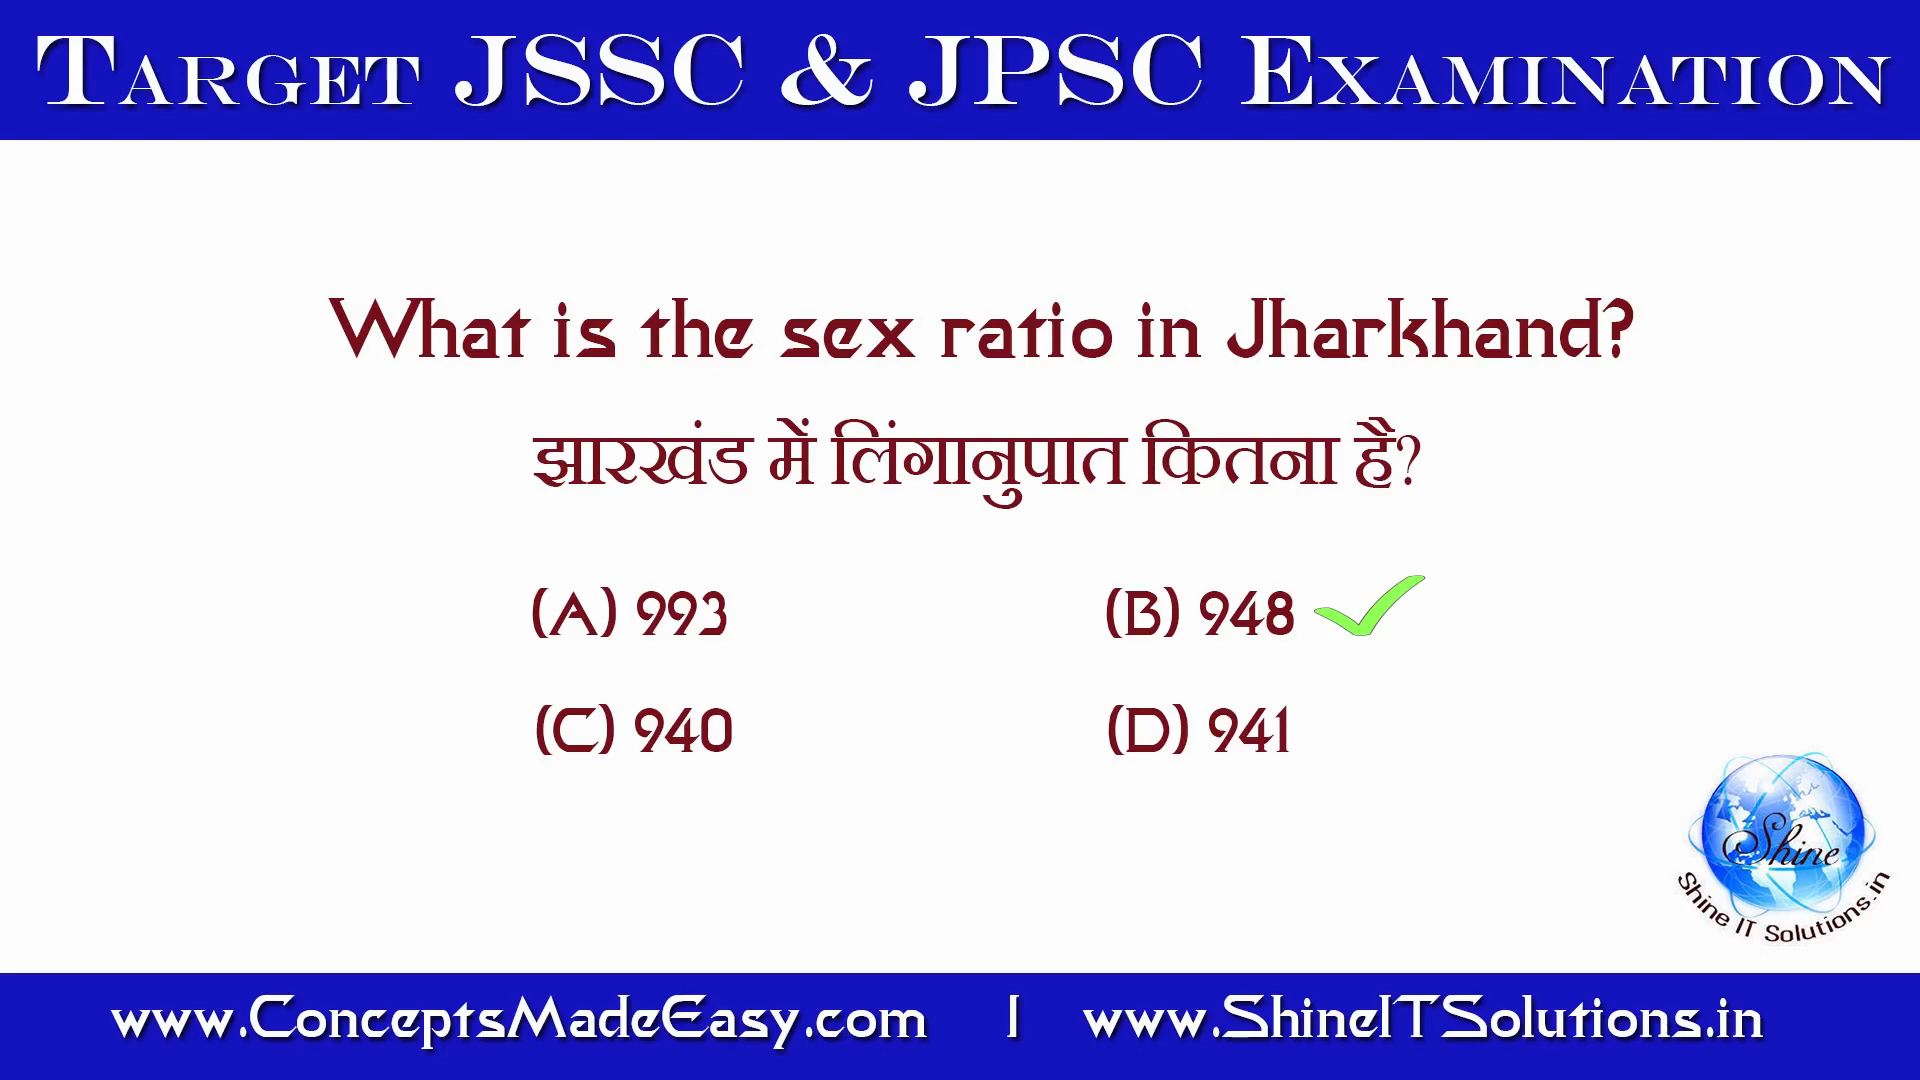 TARGET JSSC & JPSC EXAMINATION
What is the sex ratio in Jharkhand?
झारखंड में लिंगानुपात कितना है?
(A) 993 (B) 948
(C) 940 (D) 941
Shine
Shine IT Solutions.in
www.ConceptsMadeEasy.com | www.ShineITSolutions.in